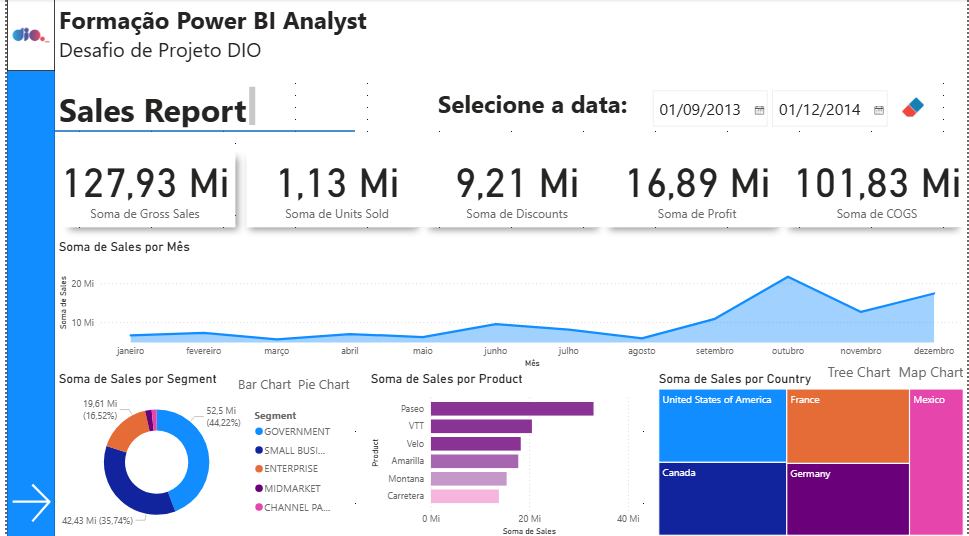 Formação Power BI Analyst
dio.
Desafio de Projeto DIO
Sales Report
Selecione a data:
01/09/2013
01/12/2014
127,93 Mi
Soma de Gross Sales
1,13 Mi
Soma de Units Sold
9,21 Mi
Soma de Discounts
16,89 Mi
Soma de Profit
101,83 Mi
Soma de COGS
Soma de Sales por Mês
Soma de Sales
20 Mi
10 Mi
janeiro fevereiro março abril maio junho julho agosto setembro outubro novembro dezembro
Mês
Soma de Sales por Segment
Bar Chart Pie Chart
19,61 Mi
(16,52%)
52,5 Mi
(44,22%)
42,43 Mi (35,74%)
Segment
GOVERNMENT
SMALL BUSI...
ENTERPRISE
MIDMARKET
CHANNEL PA...
Soma de Sales por Product
Product
Paseo
VTT
Velo
Amarilla
Montana
Carretera
0 Mi 20 Mi 40 Mi
Soma de Sales
Soma de Sales por Country
Tree Chart Map Chart
United States of America
Canada
France
Germany
Mexico